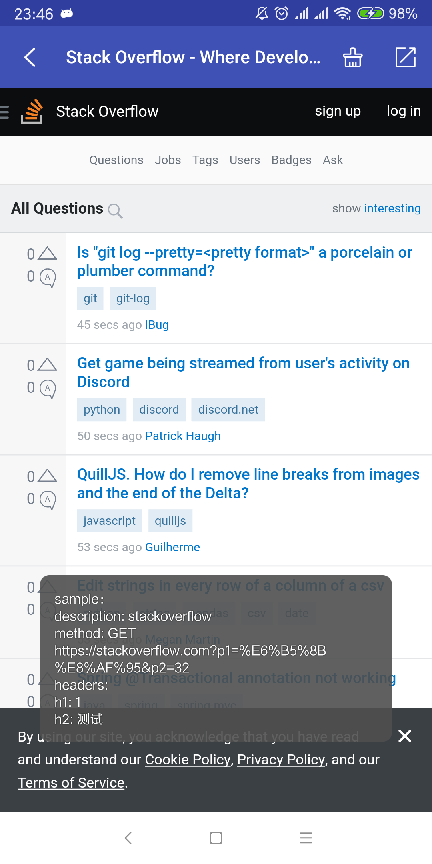 23:46
98%
Stack Overflow - Where Develo...
Stack Overflow
sign up
log in
Questions Jobs Tags Users Badges Ask
All Questions
show interesting
0
0
A
Is "git log --pretty=<pretty format>" a porcelain or
plumber command?
git git-log
45 secs ago IBug
0
0
A
Get game being streamed from user's activity on
Discord
python discord discord.net
50 secs ago Patrick Haugh
0
0
A
QuillJS. How do I remove line breaks from images
and the end of the Delta?
javascript quilljs
53 secs ago Guilherme
0
0
Edit strings in every row of a column of a csv
csv date
Megan Martin
sample:
description: stackoverflow
method: GET
https://stackoverflow.com?p1=%E6%B5%8B
%E8%AF%95&p2=32
headers:
h1: 1
h2: 测试
0
0
Spring @Transactional annotation not working
By using our site, you acknowledge that you have read
and understand our Cookie Policy, Privacy Policy, and our
Terms of Service.